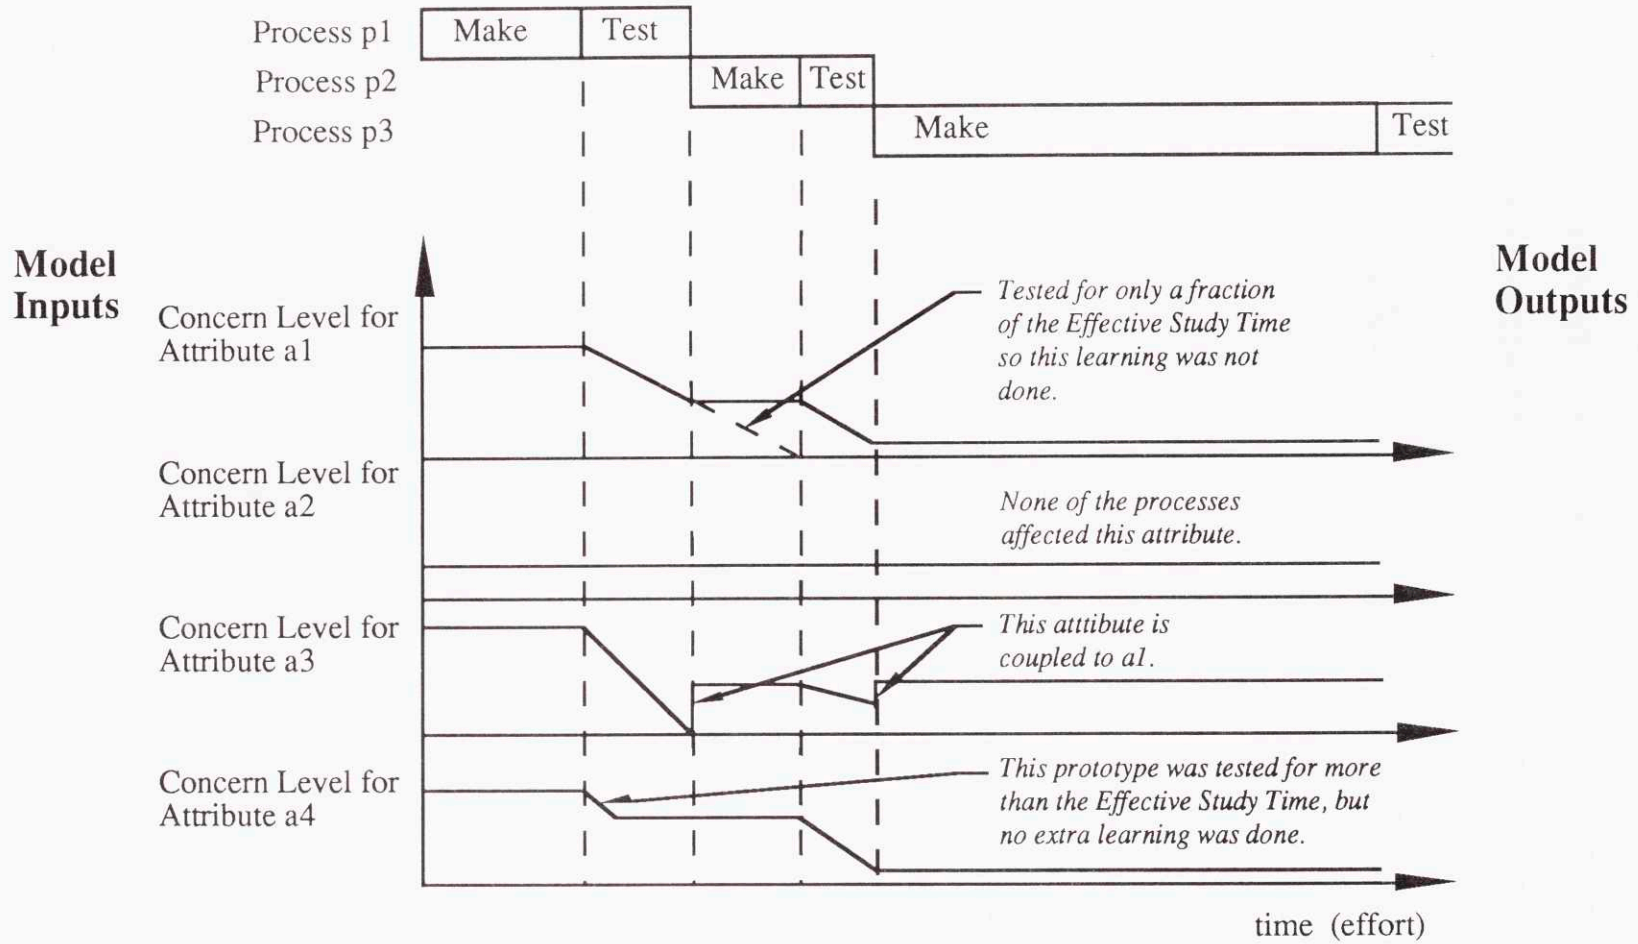 Process p1
Make
Test
Process p2
Make
Test
Process p3
Make
Test
Model
Inputs
Model
Outputs
Concern Level for
Attribute a1
Tested for only a fraction
of the Effective Study Time
so this learning was not
done.
Concern Level for
Attribute a2
None of the processes
affected this attribute.
Concern Level for
Attribute a3
This atttibute is
coupled to a1.
Concern Level for
Attribute a4
This prototype was tested for more
than the Effective Study Time, but
no extra learning was done.
time (effort)